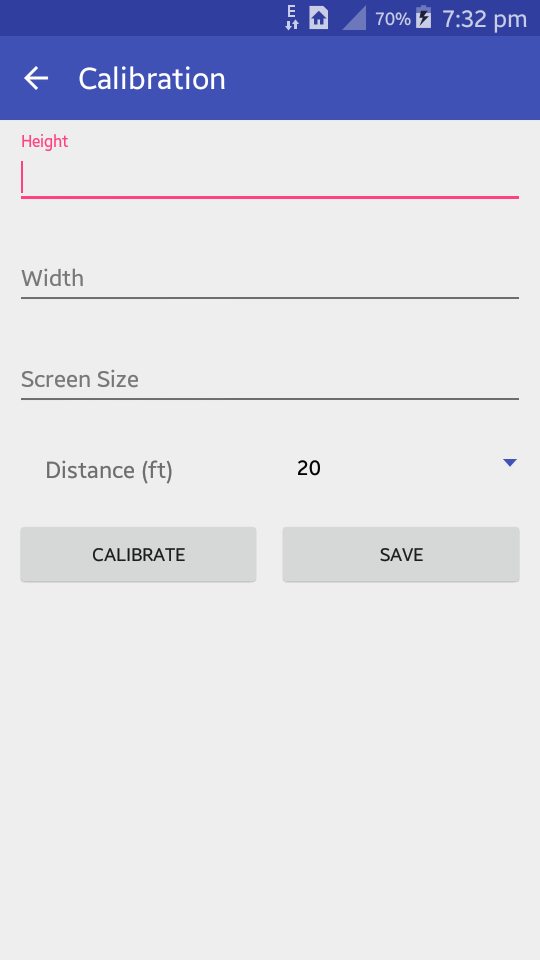 E 70% 7:32 pm
Calibration
Height
Width
Screen Size
Distance (ft) 20
CALIBRATE SAVE